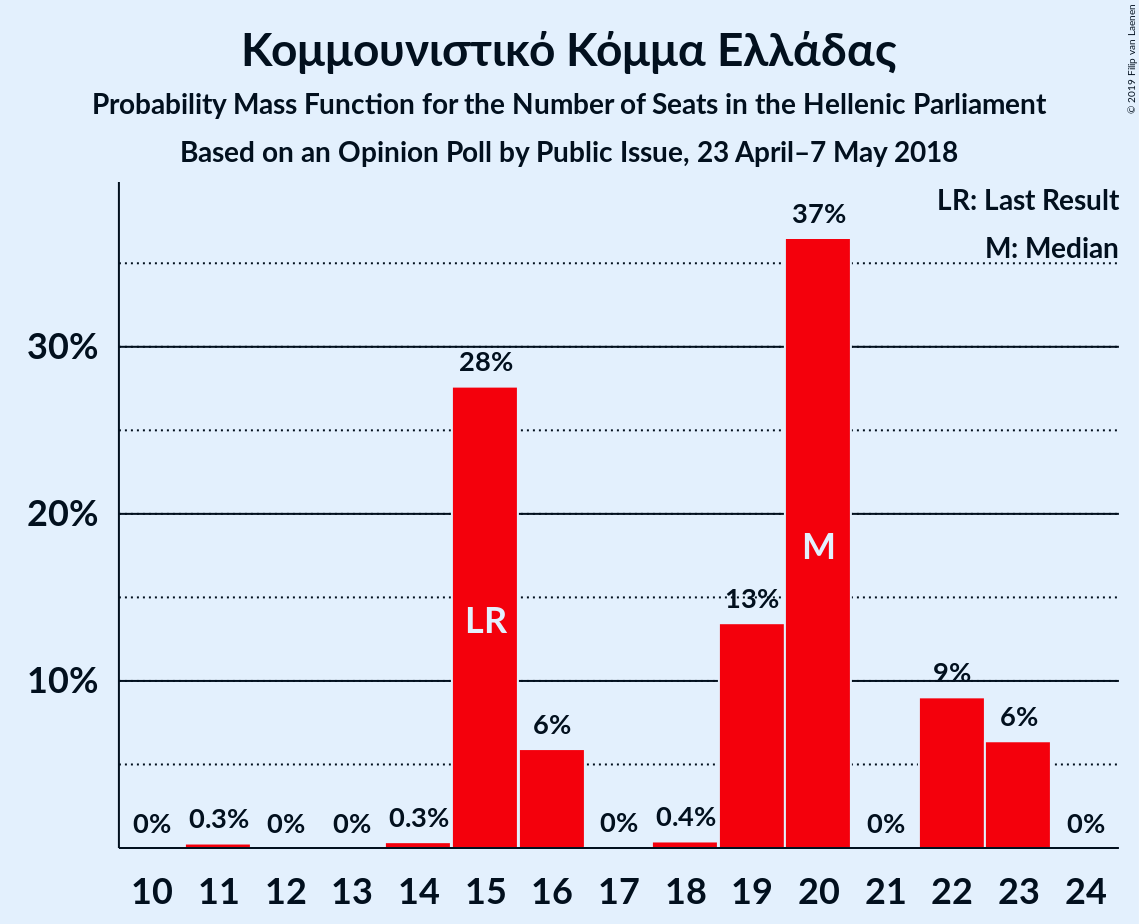 Κομμουνιστικό Κόμμα Ελλάδας
Probability Mass Function for the Number of Seats in the Hellenic Parliament
Based on an Opinion Poll by Public Issue, 23 April–7 May 2018
© 2019 Filip van Laenen
LR: Last Result
M: Median
37%
30%
28%
20%
M
13%
LR
10%
9%
6%
6%
0%
0.3%
0%
0%
0.3%
0%
0.4%
0%
0%
10 11 12 13 14 15 16 17 18 19 20 21 22 23 24